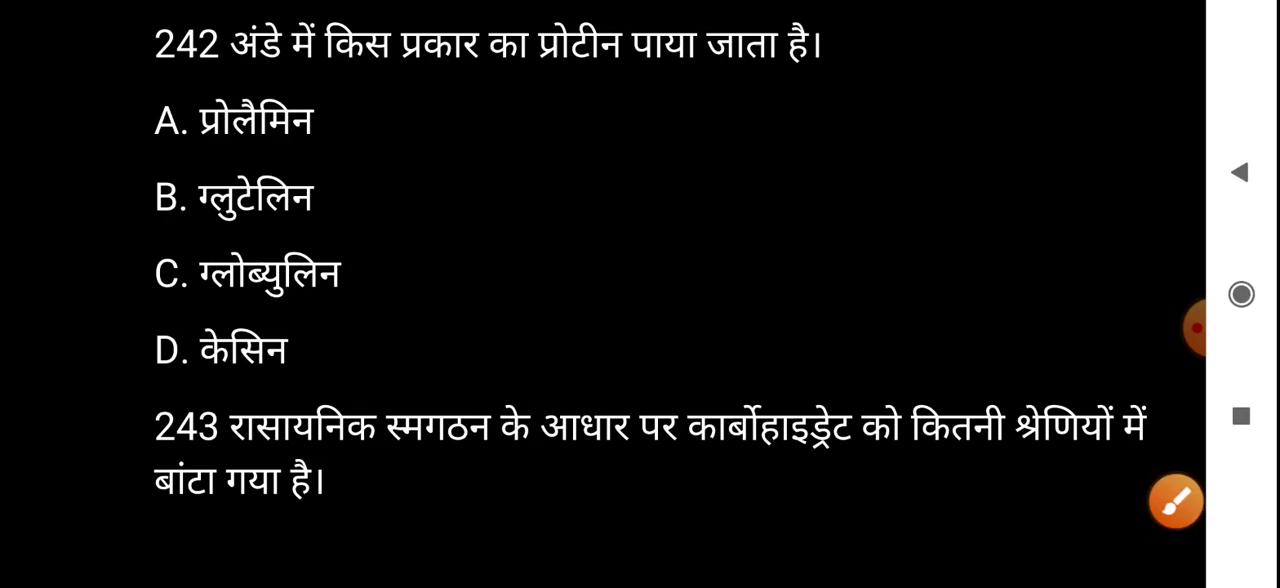 242 अंडे में किस प्रकार का प्रोटीन पाया जाता है।
A. प्रोलैमिन
B. ग्लुटेलिन
C. ग्लोब्युलिन
D. केसिन
243 रासायनिक स्मगठन के आधार पर कार्बोहाइड्रेट को कितनी श्रेणियों में
बांटा गया है।